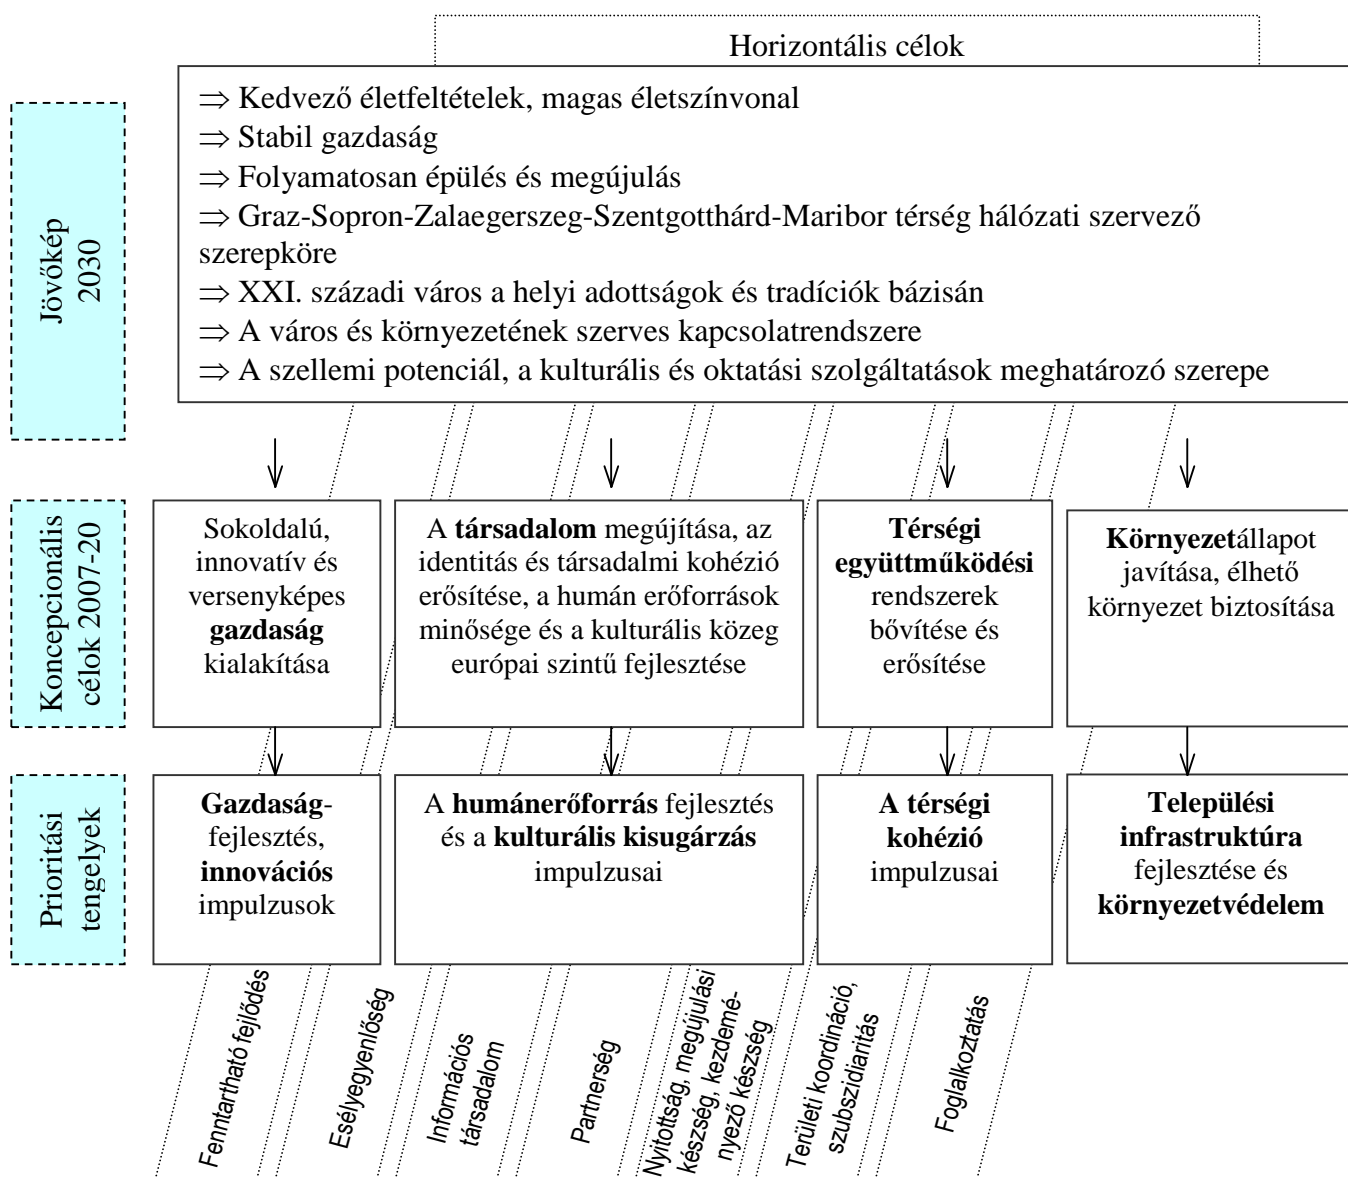 Horizontális célok
Jövőkép
2030
⇒ Kedvező életfeltételek, magas életszínvonal
⇒ Stabil gazdaság
⇒ Folyamatosan épülés és megújulás
⇒ Graz-Sopron-Zalaegerszeg-Szentgotthárd-Maribor térség hálózati szervező
szerepköre
⇒ XXI. századi város a helyi adottságok és tradíciók bázisán
⇒ A város és környezetének szerves kapcsolatrendszere
⇒ A szellemi potenciál, a kulturális és oktatási szolgáltatások meghatározó szerepe
Koncepcionális
célok 2007-20
Sokoldalú,
innovatív és
versenyképes
gazdaság
kialakítása
A társadalom megújítása, az
identitás és társadalmi kohézió
erősítése, a humán erőforrások
minősége és a kulturális közeg
európai szintű fejlesztése
Térségi
együttműködési
rendszerek
bővítése és
erősítése
Környezetállapot
javítása, élhető
környezet biztosítása
Prioritási
tengelyek
Gazdaság-
fejlesztés,
innovációs
impulzusok
A humánerőforrás fejlesztés
és a kulturális kisugárzás
impulzusai
A térségi
kohézió
impulzusai
Települési
infrastruktúra
fejlesztése és
környezetvédelem
Fenntartható fejlődés
Esélyegyenlőség
Információs
társadalom
Partnerség
Nyitottság, megújulási
készség, kezdemé-
nyező készség
Területi koordináció,
szubszidiaritás
Foglalkoztatás